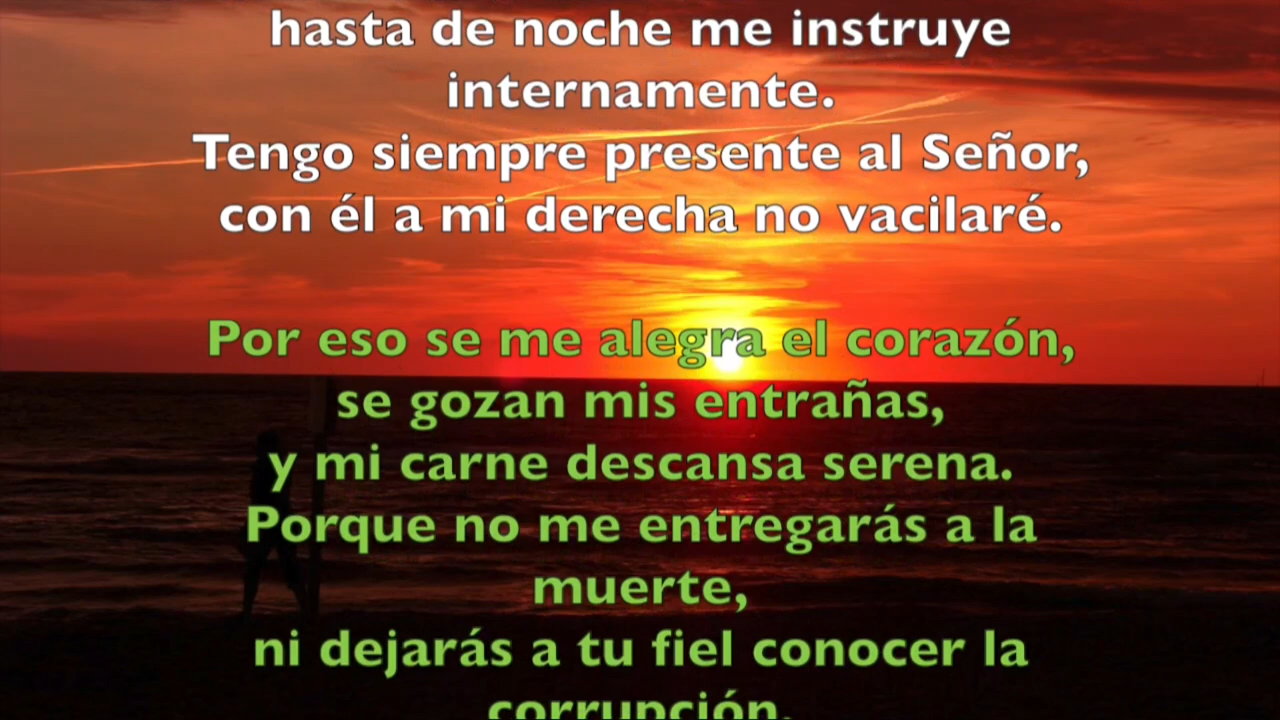 hasta de noche me instruye
internamente.
Tengo siempre presente al Señor,
con él a mi derecha no vacilaré.
Por eso se me alegra el corazón,
se gozan mis entrañas,
y mi carne descansa serena.
Porque no me entregarás a la
muerte,
ni dejarás a tu fiel conocer la
corrupción.